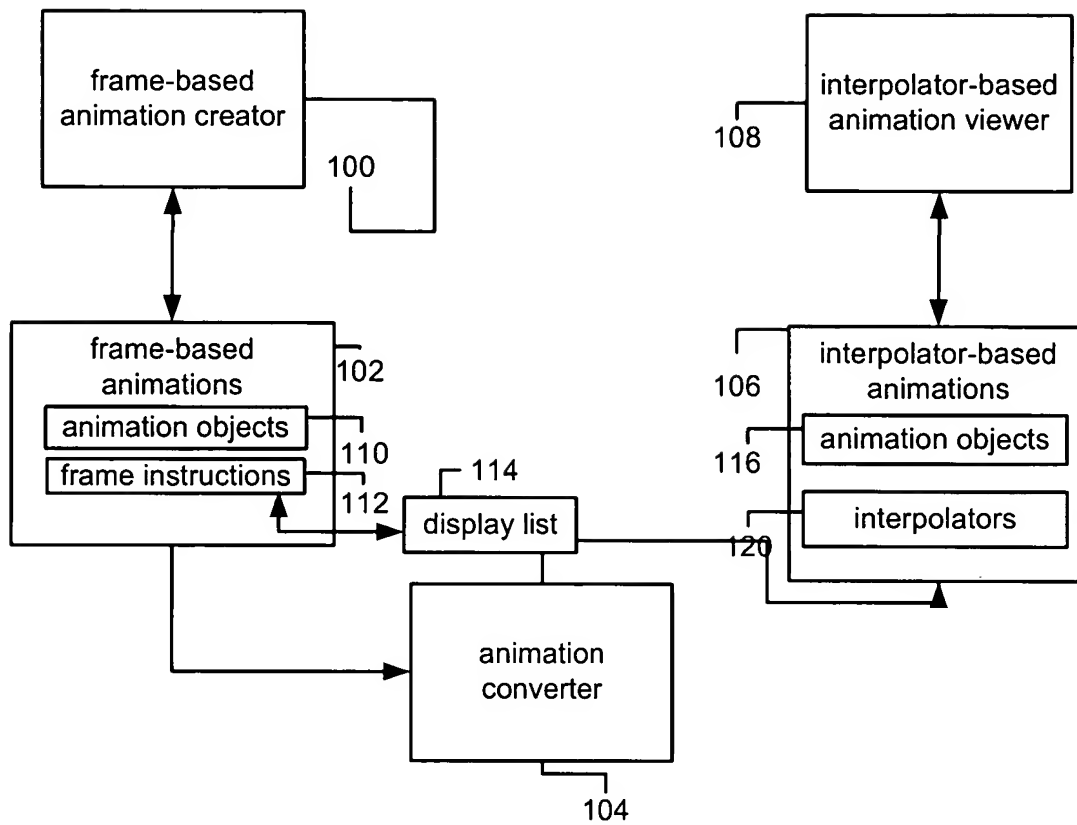 frame-based
animation creator
100
interpolator-based
animation viewer
108
frame-based
animations
102
animation objects
110
frame instructions
112
114
display list
interpolator-based
animations
106
animation objects
116
interpolators
120
animation
converter
104